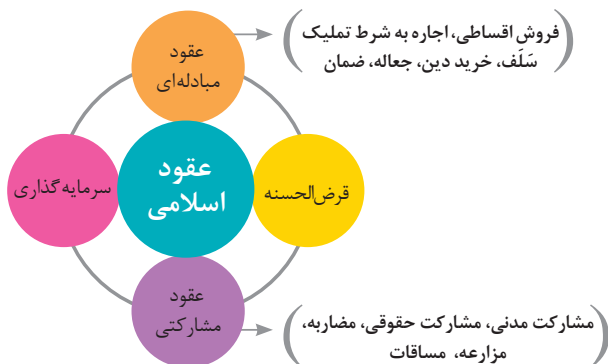 عقود
مبادله‌ای
(فروش اقساطی، اجاره به شرط تملیک
سَلَف، خرید دین، جعاله، ضمان)
عقود
اسلامی
قرض‌الحسنه
سرمایه‌گذاری
عقود
مشارکتی
(مشارکت مدنی، مشارکت حقوقی، مضاربه،
مزارعه، مساقات)